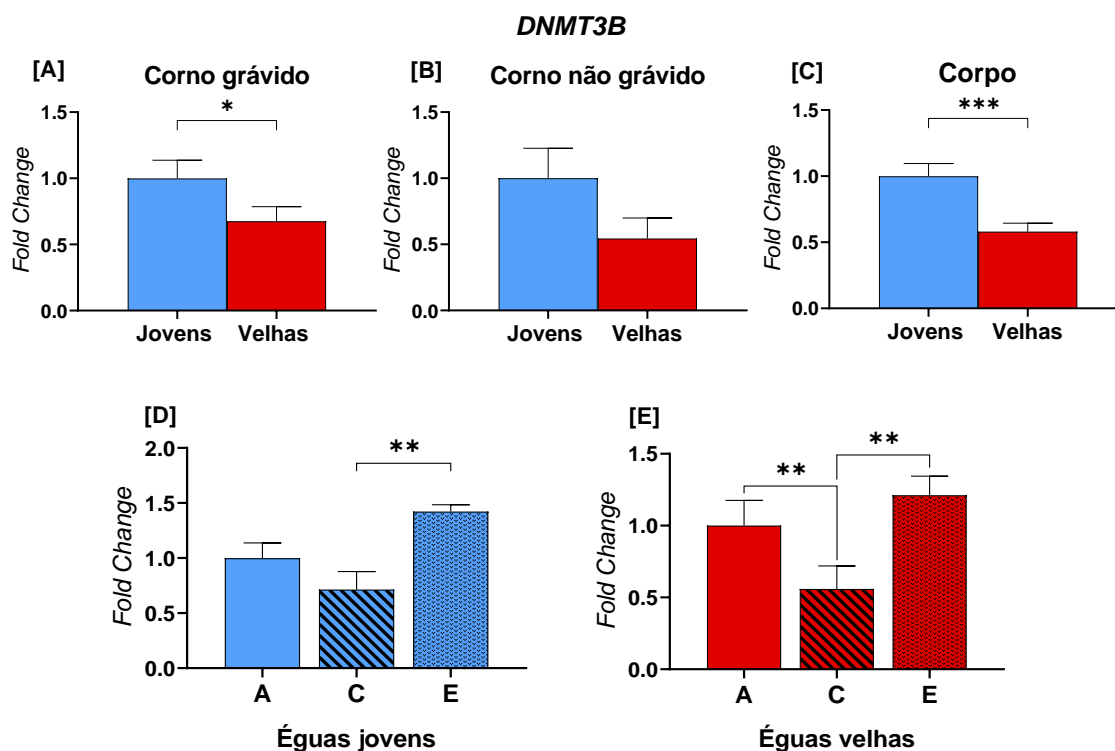 DNMT3B
[A] Corno grávido
*
1.5
1.0
0.5
0.0
Fold Change
Jovens Velhas
[B] Corno não grávido
1.5
1.0
0.5
0.0
Fold Change
Jovens Velhas
[C] Corpo
***
1.5
1.0
0.5
0.0
Fold Change
Jovens Velhas
[D]
**
2.0
1.5
1.0
0.5
0.0
Fold Change
A C E
Éguas jovens
[E]
** **
1.5
1.0
0.5
0.0
Fold Change
A C E
Éguas velhas